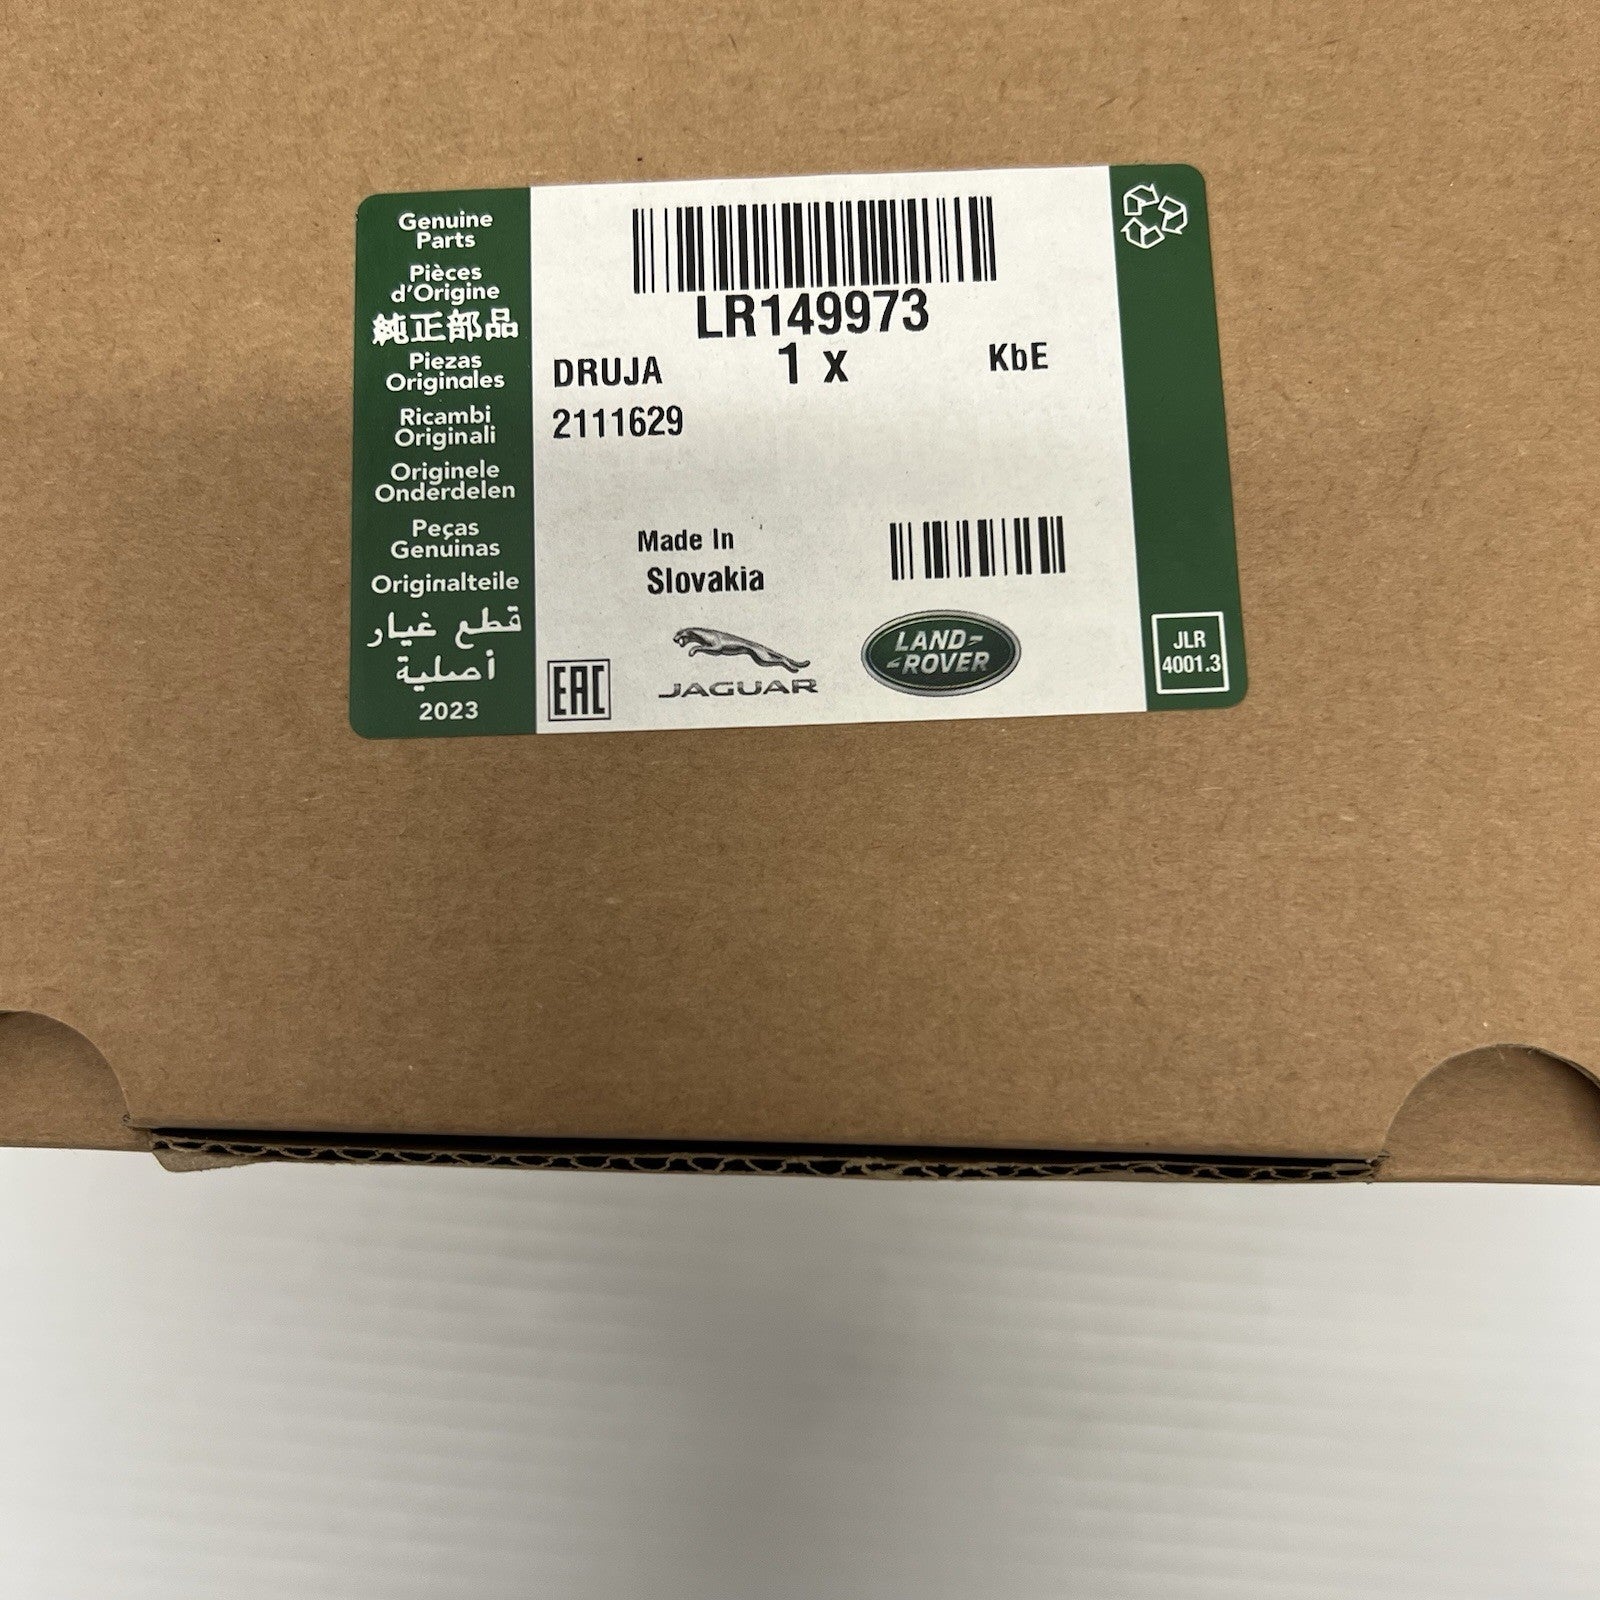 Genuine
Parts
Pièces
d'Origine
純正部品
Piezas
Originales
Ricambi
Originali
Originele
Onderdelen
Peças
Genuínas
Originalteile
قطع غيار
أصلية
2023
LR149973
DRUJA 1 x KbE
2111629
Made In
Slovakia
EAC
JAGUAR
LAND-
-ROVER
JLR
4001.3